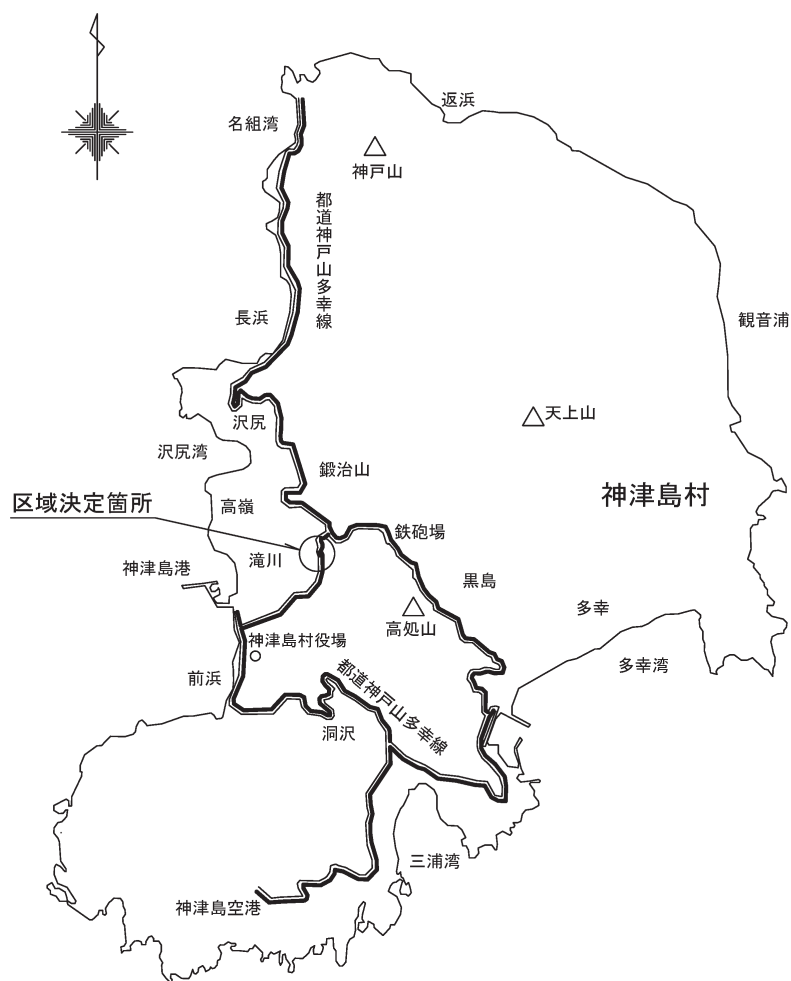 返浜
名組湾
神戸山
都道神戸山多幸線
長浜
観音浦
天上山
沢尻
沢尻湾
鍛冶山
神津島村
区域決定箇所
高嶺
鉄砲場
滝川
神津島港
黒島
多幸
高処山
神津島村役場
多幸湾
前浜
都道神戸山多幸線
洞沢
三浦湾
神津島空港